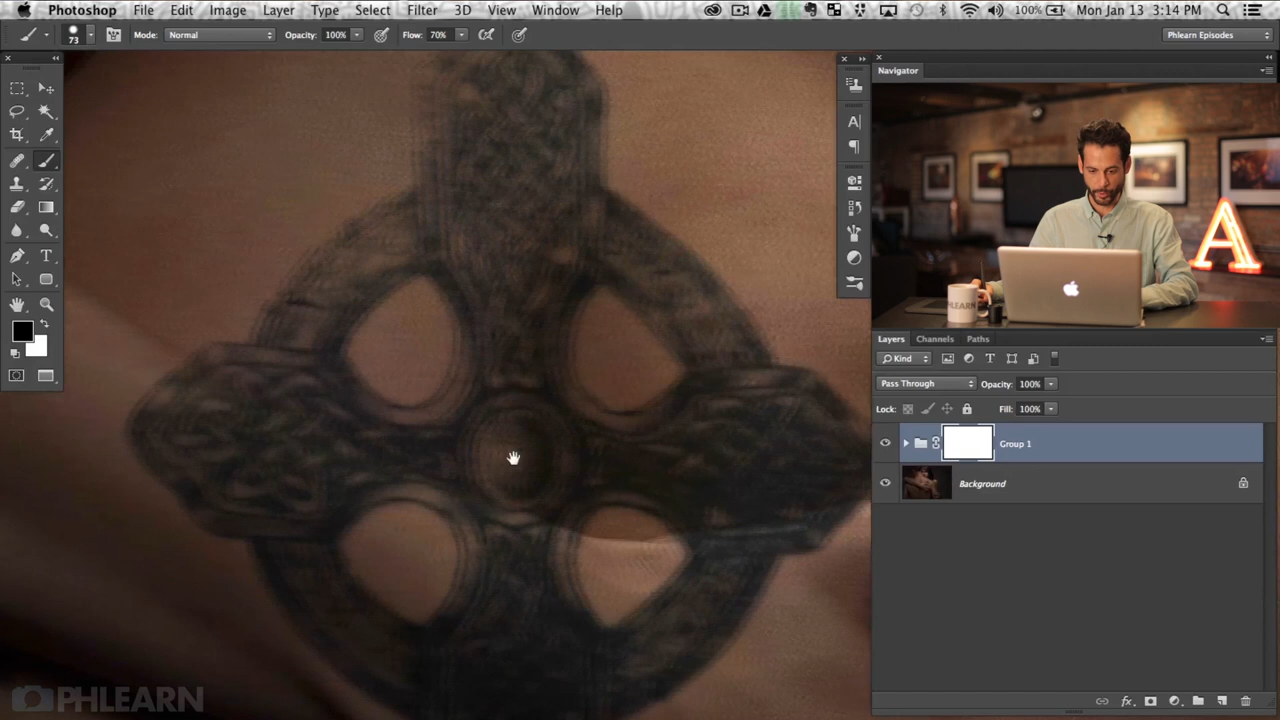 Photoshop File Edit Image Layer Type Select Filter 3D View Window Help 100% Mon Jan 13 3:14 PM
73 Mode: Normal Opacity: 100% Flow: 70% Phlearn Episodes
Navigator
A
PHLEARN
Layers Channels Paths
Kind
Pass Through Opacity: 100%
Lock: Fill: 100%
Group 1
Background
fx
PHLEARN